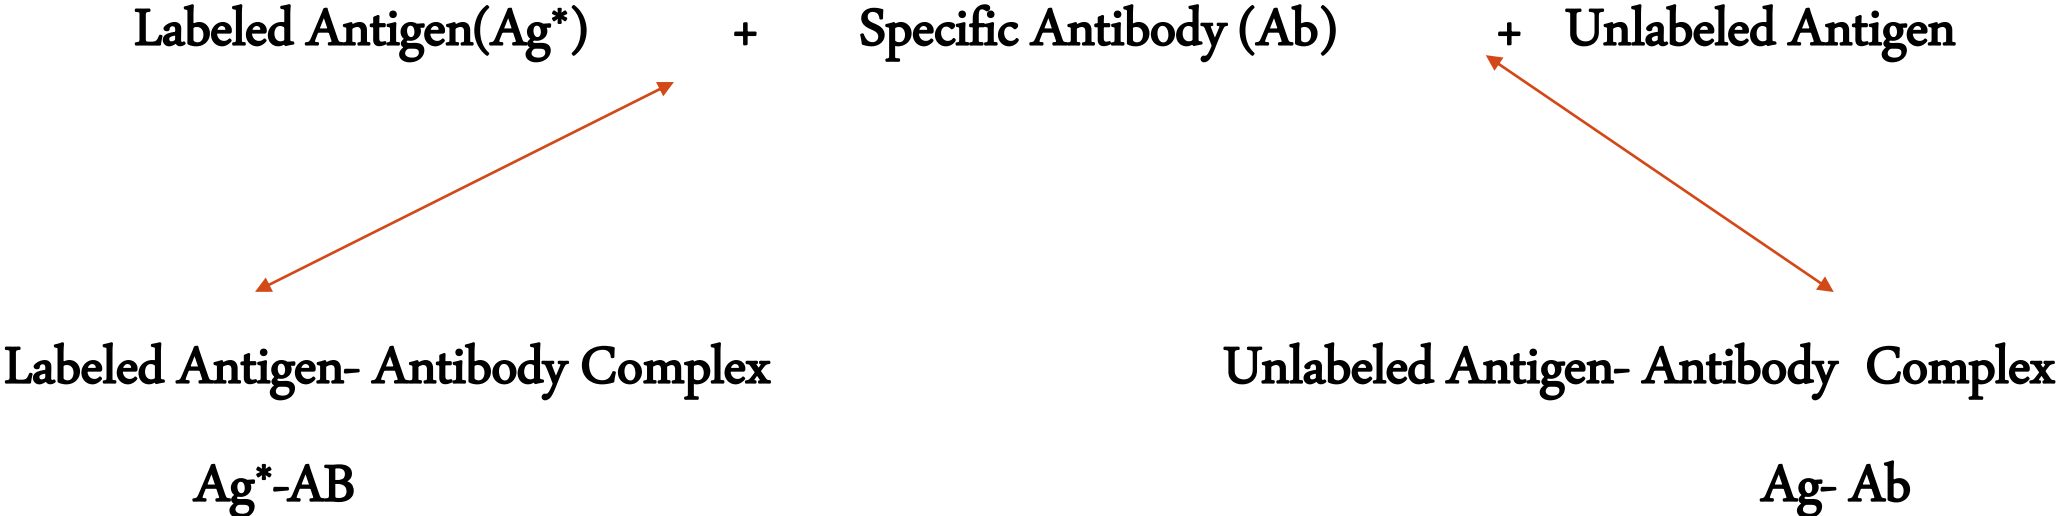 Labeled Antigen(Ag*) + Specific Antibody (Ab) + Unlabeled Antigen
Labeled Antigen- Antibody Complex Unlabeled Antigen- Antibody Complex
Ag*-AB Ag- Ab